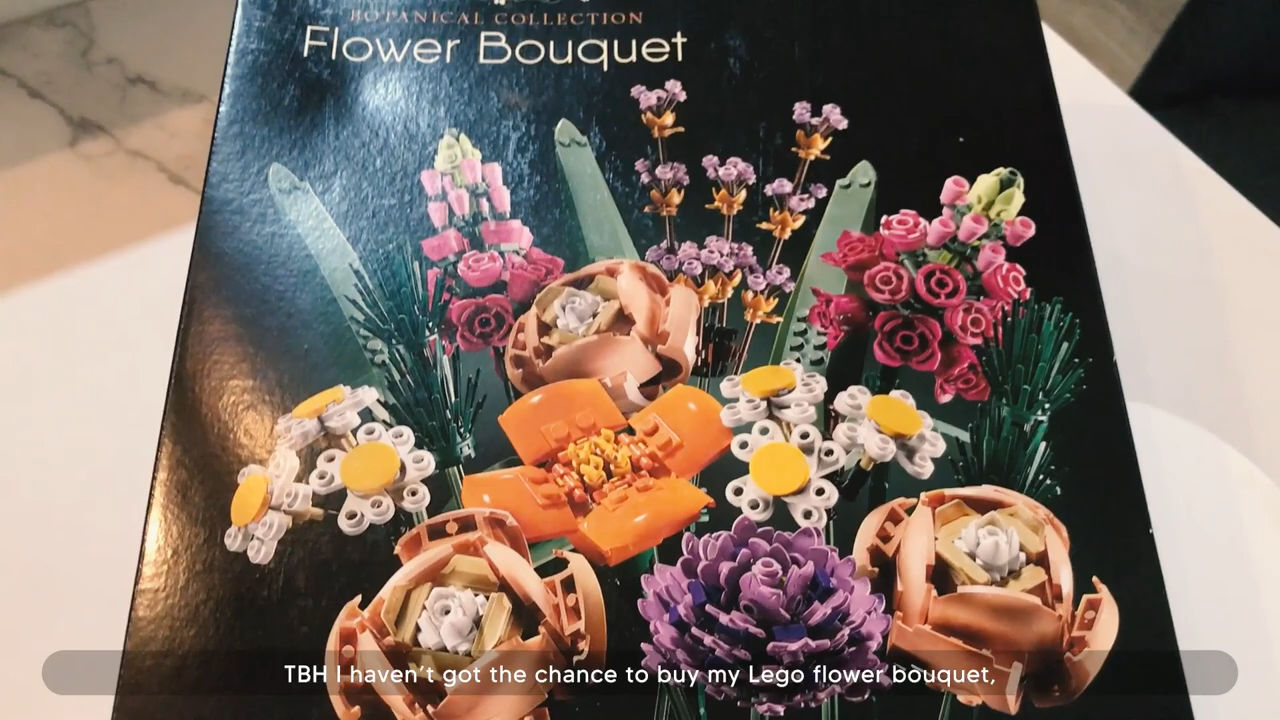 BOTANICAL COLLECTION
Flower Bouquet
TBH I haven't got the chance to buy my Lego flower bouquet,